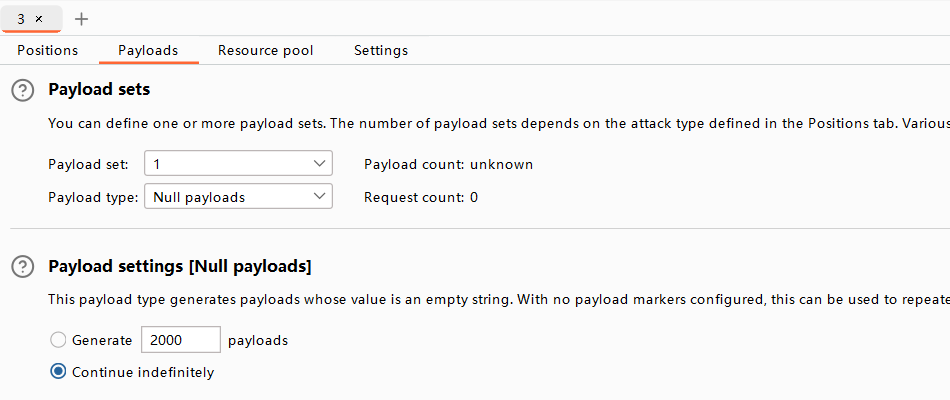 3 × +
Positions Payloads Resource pool Settings
? Payload sets
You can define one or more payload sets. The number of payload sets depends on the attack type defined in the Positions tab. Various
Payload set: 1 Payload count: unknown
Payload type: Null payloads Request count: 0
? Payload settings [Null payloads]
This payload type generates payloads whose value is an empty string. With no payload markers configured, this can be used to repeate
Generate 2000 payloads
Continue indefinitely